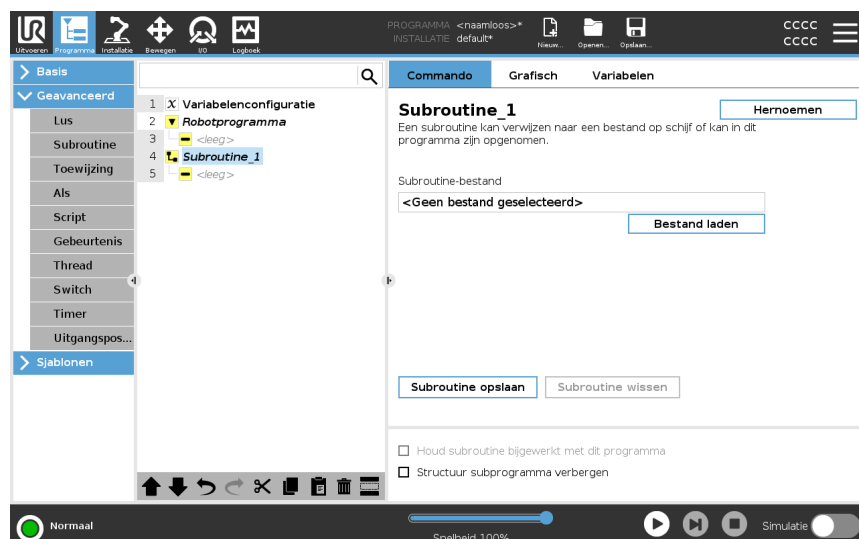 UR
PROGRAMMA <naamloos>*
INSTALLATIE default*
Uitvoeren Programma Installatie Bewegen I/O Logboek
Nieuw... Openen... Opslaan...
CCCC
CCCC
Basis
Geavanceerd
Lus
Subroutine
Toewijzing
Als
Script
Gebeurtenis
Thread
Switch
Timer
Uitgangspos...
Sjablonen
1 X Variabelenconfiguratie
2 Robotprogramma
3 <leeg>
4 Subroutine_1
5 <leeg>
Commando Grafisch Variabelen
Subroutine_1
Hernoemen
Een subroutine kan verwijzen naar een bestand op schijf of kan in dit
programma zijn opgenomen.
Subroutine-bestand
<Geen bestand geselecteerd>
Bestand laden
Subroutine opslaan Subroutine wissen
Houd subroutine bijgewerkt met dit programma
Structuur subprogramma verbergen
Normaal
Snelheid 100%
Simulatie